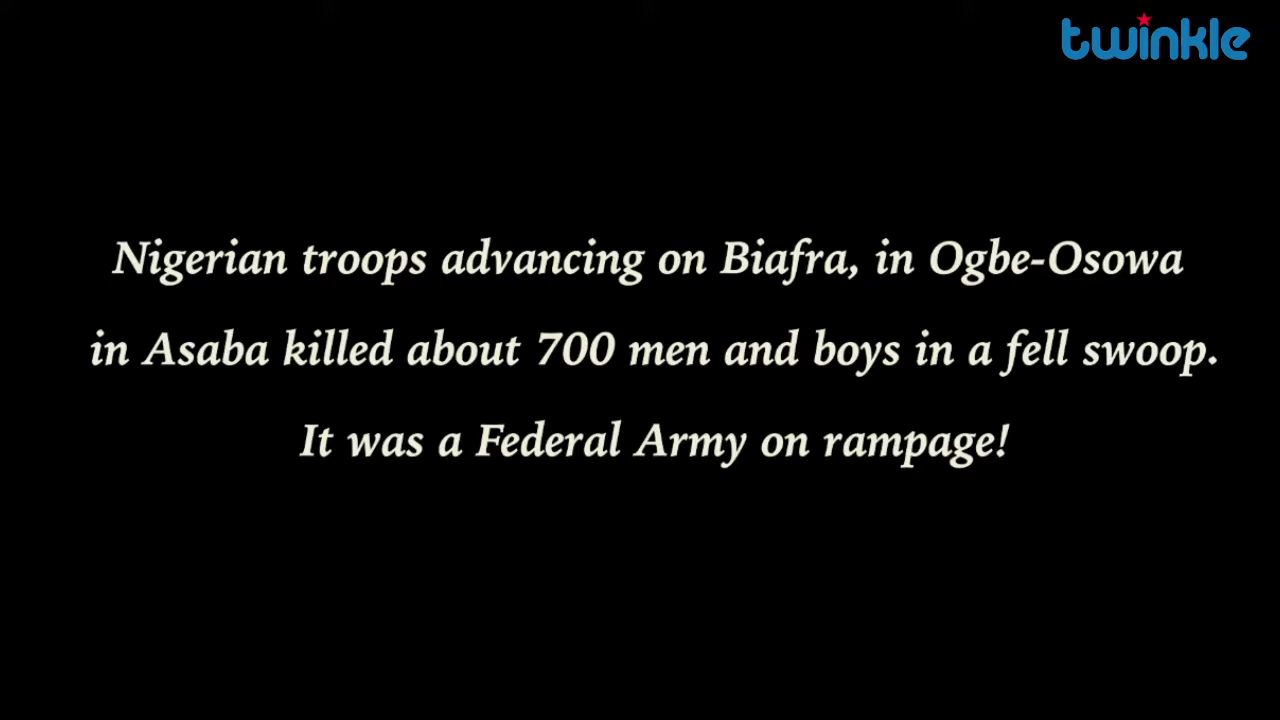 twinkle
Nigerian troops advancing on Biafra, in Ogbe-Osowa
in Asaba killed about 700 men and boys in a fell swoop.
It was a Federal Army on rampage!